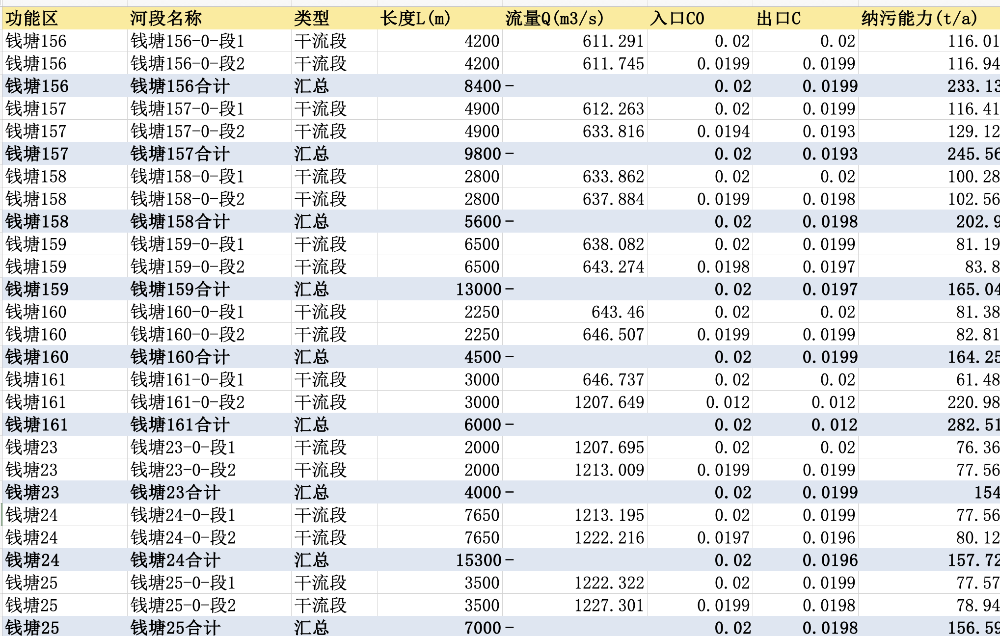 功能区 河段名称 类型 长度L(m) 流量Q(m3/s) 入口C0 出口C 纳污能力(t/a)
钱塘156 钱塘156-0-段1 干流段 4200 611.291 0.02 0.02 116.01
钱塘156 钱塘156-0-段2 干流段 4200 611.745 0.0199 0.0199 116.94
钱塘156 钱塘156合计 汇总 8400 - 0.02 0.0199 233.13
钱塘157 钱塘157-0-段1 干流段 4900 612.263 0.02 0.0199 116.41
钱塘157 钱塘157-0-段2 干流段 4900 633.816 0.0194 0.0193 129.12
钱塘157 钱塘157合计 汇总 9800 - 0.02 0.0193 245.56
钱塘158 钱塘158-0-段1 干流段 2800 633.862 0.02 0.02 100.28
钱塘158 钱塘158-0-段2 干流段 2800 637.884 0.0199 0.0198 102.56
钱塘158 钱塘158合计 汇总 5600 - 0.02 0.0198 202.9
钱塘159 钱塘159-0-段1 干流段 6500 638.082 0.02 0.0199 81.19
钱塘159 钱塘159-0-段2 干流段 6500 643.274 0.0198 0.0197 83.8
钱塘159 钱塘159合计 汇总 13000 - 0.02 0.0197 165.04
钱塘160 钱塘160-0-段1 干流段 2250 643.46 0.02 0.02 81.38
钱塘160 钱塘160-0-段2 干流段 2250 646.507 0.0199 0.0199 82.81
钱塘160 钱塘160合计 汇总 4500 - 0.02 0.0199 164.25
钱塘161 钱塘161-0-段1 干流段 3000 646.737 0.02 0.02 61.48
钱塘161 钱塘161-0-段2 干流段 3000 1207.649 0.012 0.012 220.98
钱塘161 钱塘161合计 汇总 6000 - 0.02 0.012 282.51
钱塘23 钱塘23-0-段1 干流段 2000 1207.695 0.02 0.02 76.36
钱塘23 钱塘23-0-段2 干流段 2000 1213.009 0.0199 0.0199 77.56
钱塘23 钱塘23合计 汇总 4000 - 0.02 0.0199 154
钱塘24 钱塘24-0-段1 干流段 7650 1213.195 0.02 0.0199 77.56
钱塘24 钱塘24-0-段2 干流段 7650 1222.216 0.0197 0.0196 80.12
钱塘24 钱塘24合计 汇总 15300 - 0.02 0.0196 157.72
钱塘25 钱塘25-0-段1 干流段 3500 1222.322 0.02 0.0199 77.57
钱塘25 钱塘25-0-段2 干流段 3500 1227.301 0.0199 0.0198 78.94
钱塘25 钱塘25合计 汇总 7000 - 0.02 0.0198 156.59